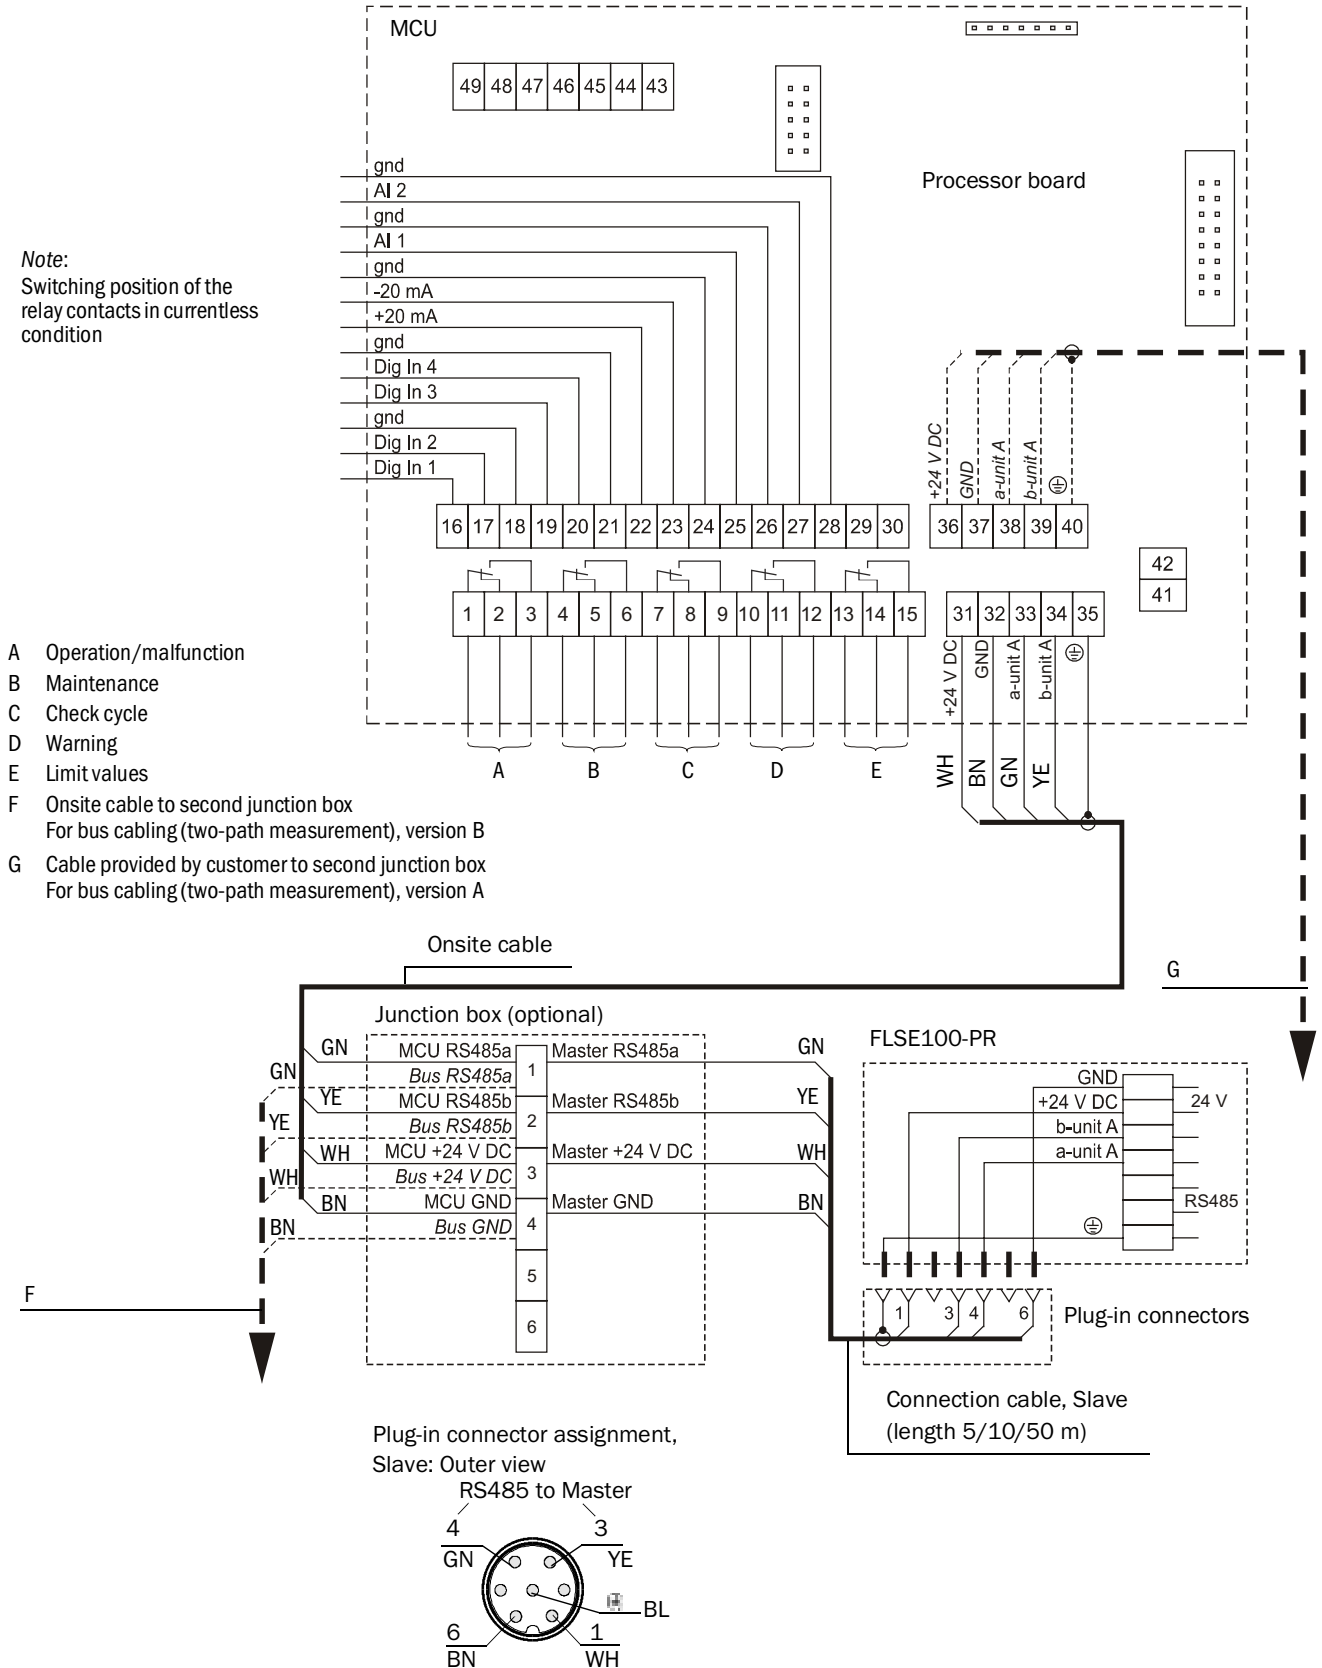 MCU
49 48 47 46 45 44 43
Processor board
gnd
AI 2
gnd
AI 1
gnd
-20 mA
+20 mA
gnd
Dig In 4
Dig In 3
gnd
Dig In 2
Dig In 1
Note:
Switching position of the
relay contacts in currentless
condition
+24 V DC
GND
a-unit A
b-unit A
16 17 18 19 20 21 22 23 24 25 26 27 28 29 30
36 37 38 39 40
42
41
1 2 3 4 5 6 7 8 9 10 11 12 13 14 15
31 32 33 34 35
+24 V DC
GND
a-unit A
b-unit A
WH
BN
GN
YE
A B C D E
A Operation/malfunction
B Maintenance
C Check cycle
D Warning
E Limit values
F Onsite cable to second junction box
For bus cabling (two-path measurement), version B
G Cable provided by customer to second junction box
For bus cabling (two-path measurement), version A
Onsite cable
G
Junction box (optional)
GN MCU RS485a 1 Master RS485a GN
GN Bus RS485a
YE MCU RS485b 2 Master RS485b YE
YE Bus RS485b
WH MCU +24 V DC 3 Master +24 V DC WH
WH Bus +24 V DC
BN MCU GND 4 Master GND BN
BN Bus GND
5
6
F
FLSE100-PR
GND
+24 V DC 24 V
b-unit A
a-unit A
RS485
1 3 4 6
Plug-in connectors
Connection cable, Slave
(length 5/10/50 m)
Plug-in connector assignment,
Slave: Outer view
RS485 to Master
4 3
GN YE
BL
6 1
BN WH